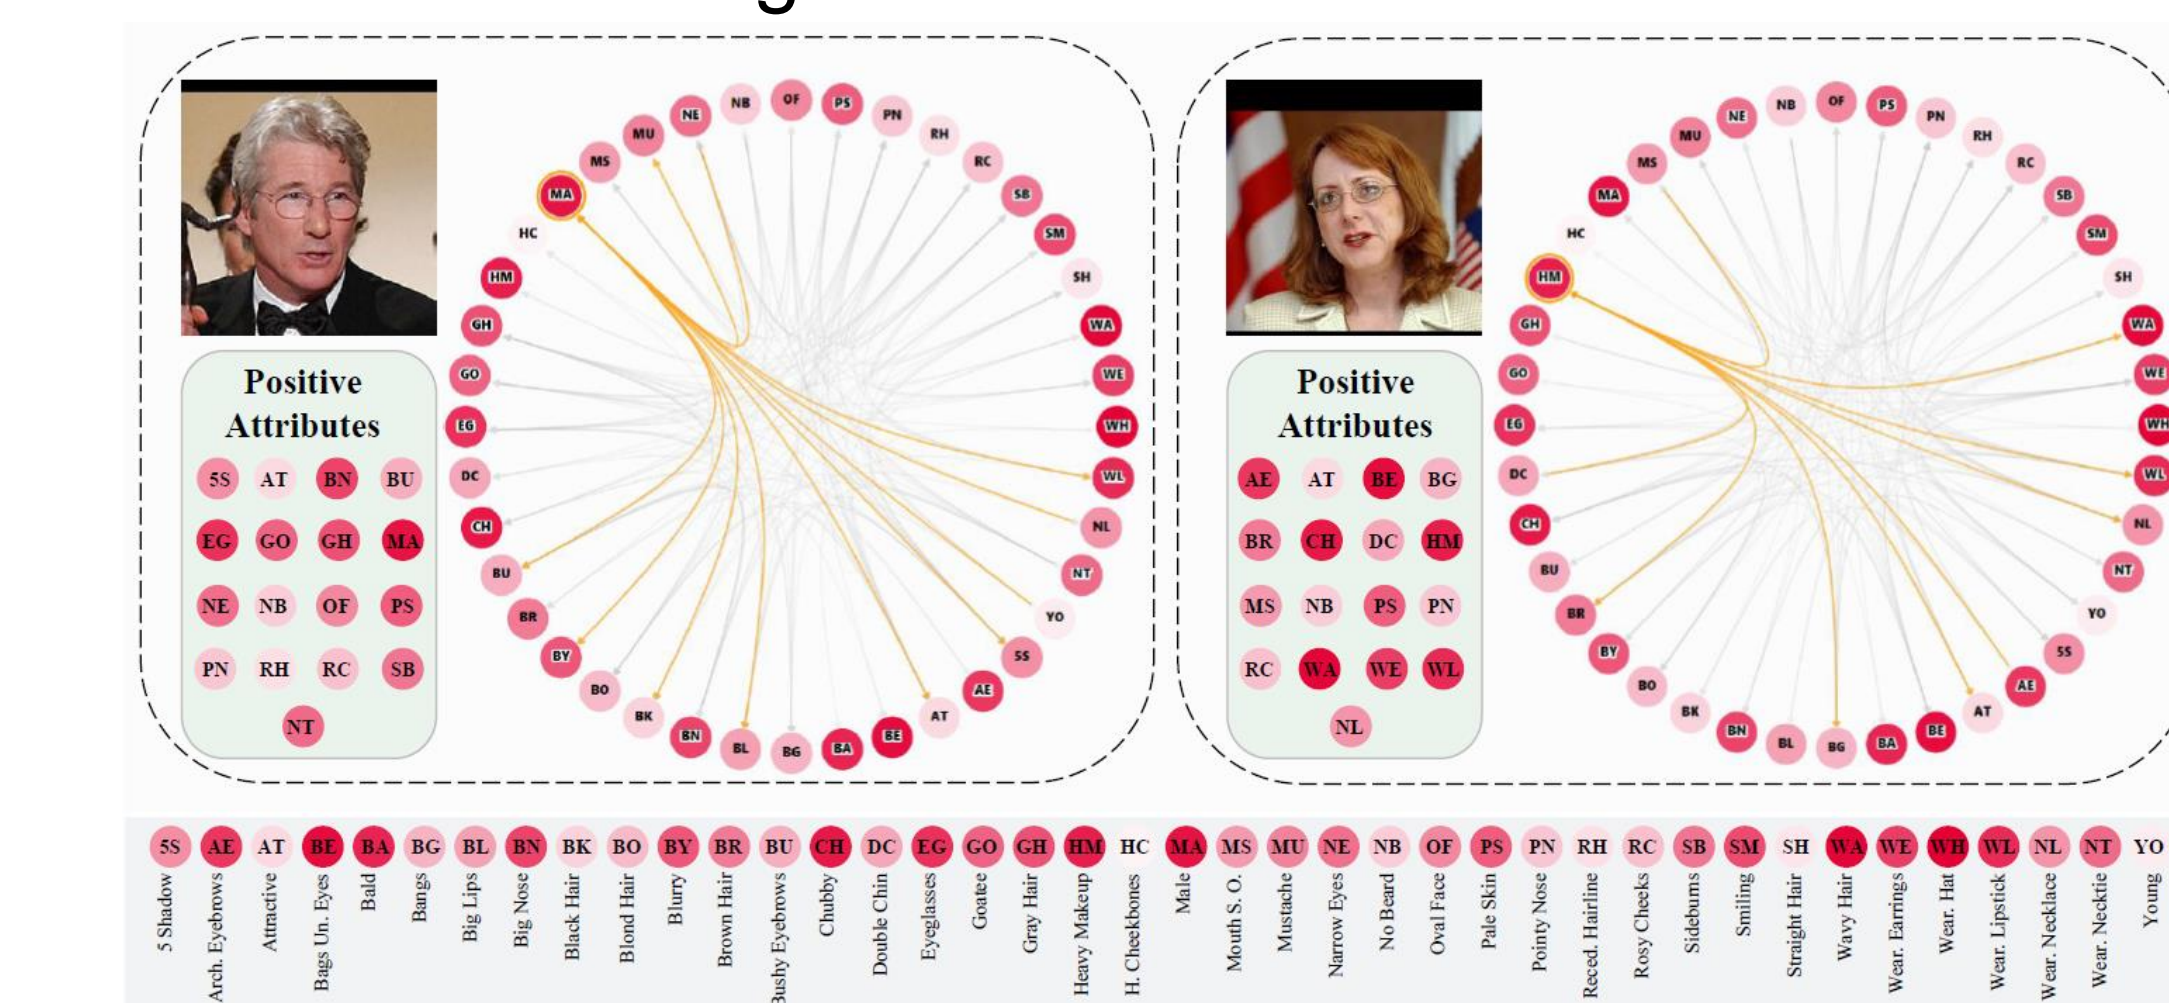 NB OF PS
NE PN
MU RH
MS RC
MA SB
HC SM
HM SH
GH WA
GO WE
EG WH
DC WL
CH NL
BU NT
BR YO
BY 5S
BO AE
BK AT
BN BE
BL BG BA
Positive
Attributes
5S AT BN BU
EG GO GH MA
NE NB OF PS
PN RH RC SB
NT
NB OF PS
NE PN
MU RH
MS RC
MA SB
HC SM
HM SH
GH WA
GO WE
EG WH
DC WL
CH NL
BU NT
BR YO
BY 5S
BO AE
BK AT
BN BE
BL BG BA
Positive
Attributes
AE AT BE BG
BR CH DC HM
MS NB PS PN
RC WA WE WL
NL
5S AE AT BE BA BG BL BN BK BO BY BR BU CH DC EG GO GH HM HC MA MS MU NE NB OF PS PN RH RC SB SM SH WA WE WH WL NL NT YO
5 Shadow
Arch. Eyebrows
Attractive
Bags Un. Eyes
Bald
Bangs
Big Lips
Big Nose
Black Hair
Blond Hair
Blurry
Brown Hair
Bushy Eyebrows
Chubby
Double Chin
Eyeglasses
Goatee
Gray Hair
Heavy Makeup
H. Cheekbones
Male
Mouth S. O.
Mustache
Narrow Eyes
No Beard
Oval Face
Pale Skin
Pointy Nose
Reced. Hairline
Rosy Cheeks
Sideburns
Smiling
Straight Hair
Wavy Hair
Wear. Earrings
Wear. Hat
Wear. Lipstick
Wear. Necklace
Wear. Necktie
Young